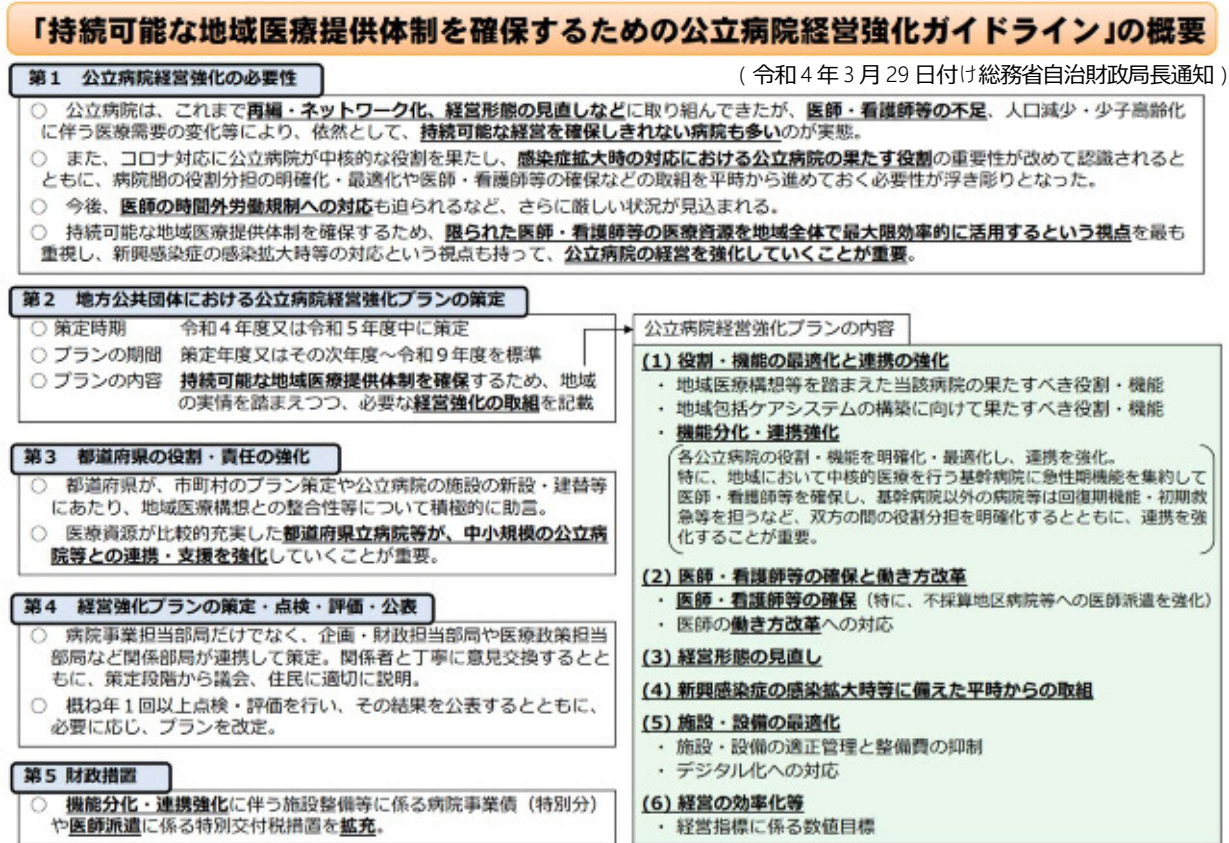 「持続可能な地域医療提供体制を確保するための公立病院経営強化ガイドライン」の概要
（令和４年３月29日付け総務省自治財政局長通知）
第１　公立病院経営強化の必要性
○　公立病院は、これまで再編・ネットワーク化、経営形態の見直しなどに取り組んできたが、医師・看護師等の不足、人口減少・少子高齢化
に伴う医療需要の変化等により、依然として、持続可能な経営を確保しきれない病院も多いのが実態。
○　また、コロナ対応に公立病院が中核的な役割を果たし、感染症拡大時の対応における公立病院の果たす役割の重要性が改めて認識されると
ともに、病院間の役割分担の明確化・最適化や医師・看護師等の確保などの取組を平時から進めておく必要性が浮き彫りとなった。
○　今後、医師の時間外労働規制への対応も迫られるなど、さらに厳しい状況が見込まれる。
○　持続可能な地域医療提供体制を確保するため、限られた医師・看護師等の医療資源を地域全体で最大限効率的に活用するという視点を最も
重視し、新興感染症の感染拡大時等の対応という視点も持って、公立病院の経営を強化していくことが重要。
第２　地方公共団体における公立病院経営強化プランの策定
○ 策定時期　令和４年度又は令和５年度中に策定
○ プランの期間　策定年度又はその次年度～令和９年度を標準
○ プランの内容　持続可能な地域医療提供体制を確保するため、地域
の実情を踏まえつつ、必要な経営強化の取組を記載
第３　都道府県の役割・責任の強化
○　都道府県が、市町村のプラン策定や公立病院の施設の新設・建替等
にあたり、地域医療構想との整合性等について積極的に助言。
○　医療資源が比較的充実した都道府県立病院等が、中小規模の公立病
院等との連携・支援を強化していくことが重要。
第４　経営強化プランの策定・点検・評価・公表
○　病院事業担当部局だけでなく、企画・財政担当部局や医療政策担当
部局など関係部局が連携して策定。関係者と丁寧に意見交換するとと
もに、策定段階から議会、住民に適切に説明。
○　概ね年１回以上点検・評価を行い、その結果を公表するとともに、
必要に応じ、プランを改定。
第５ 財政措置
○　機能分化・連携強化に伴う施設整備等に係る病院事業債（特別分）
や医師派遣に係る特別交付税措置を拡充。
公立病院経営強化プランの内容
(1) 役割・機能の最適化と連携の強化
・ 地域医療構想等を踏まえた当該病院の果たすべき役割・機能
・ 地域包括ケアシステムの構築に向けて果たすべき役割・機能
・ 機能分化・連携強化
各公立病院の役割・機能を明確化・最適化し、連携を強化。
特に、地域において中核的医療を行う基幹病院に急性期機能を集約して
医師・看護師等を確保し、基幹病院以外の病院等は回復期機能・初期救
急等を担うなど、双方の間の役割分担を明確化するとともに、連携を強
化することが重要。
(2) 医師・看護師等の確保と働き方改革
・ 医師・看護師等の確保（特に、不採算地区病院等への医師派遣を強化）
・ 医師の働き方改革への対応
(3) 経営形態の見直し
(4) 新興感染症の感染拡大時等に備えた平時からの取組
(5) 施設・設備の最適化
・ 施設・設備の適正管理と整備費の抑制
・ デジタル化への対応
(6) 経営の効率化等
・ 経営指標に係る数値目標